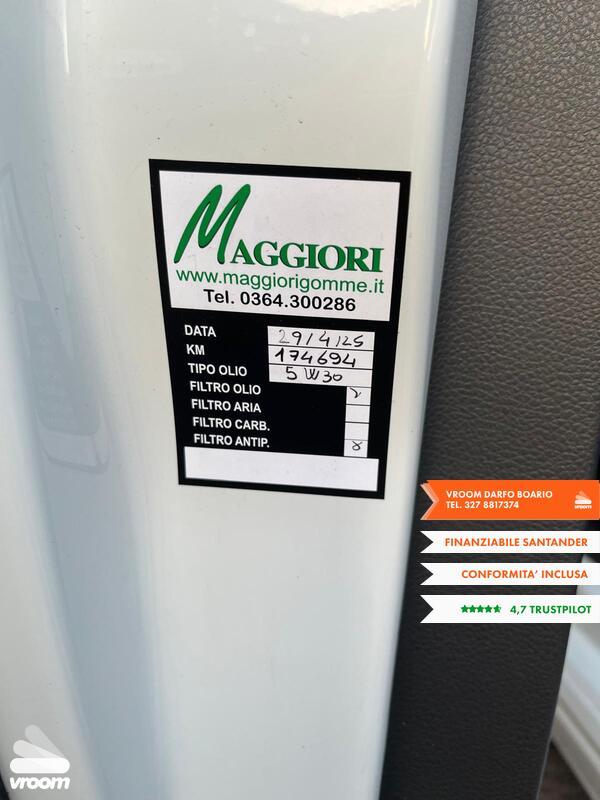 MAGGIORI
www.maggiorigomme.it
Tel. 0364.300286
DATA 29/4/25
KM 174694
TIPO OLIO 5W30
FILTRO OLIO
FILTRO ARIA
FILTRO CARB.
FILTRO ANTIP.
VROOM DARFO BOARIO
TEL. 327 8817374
vroom
FINANZIABILE SANTANDER
CONFORMITA' INCLUSA
4,7 TRUSTPILOT
vroom